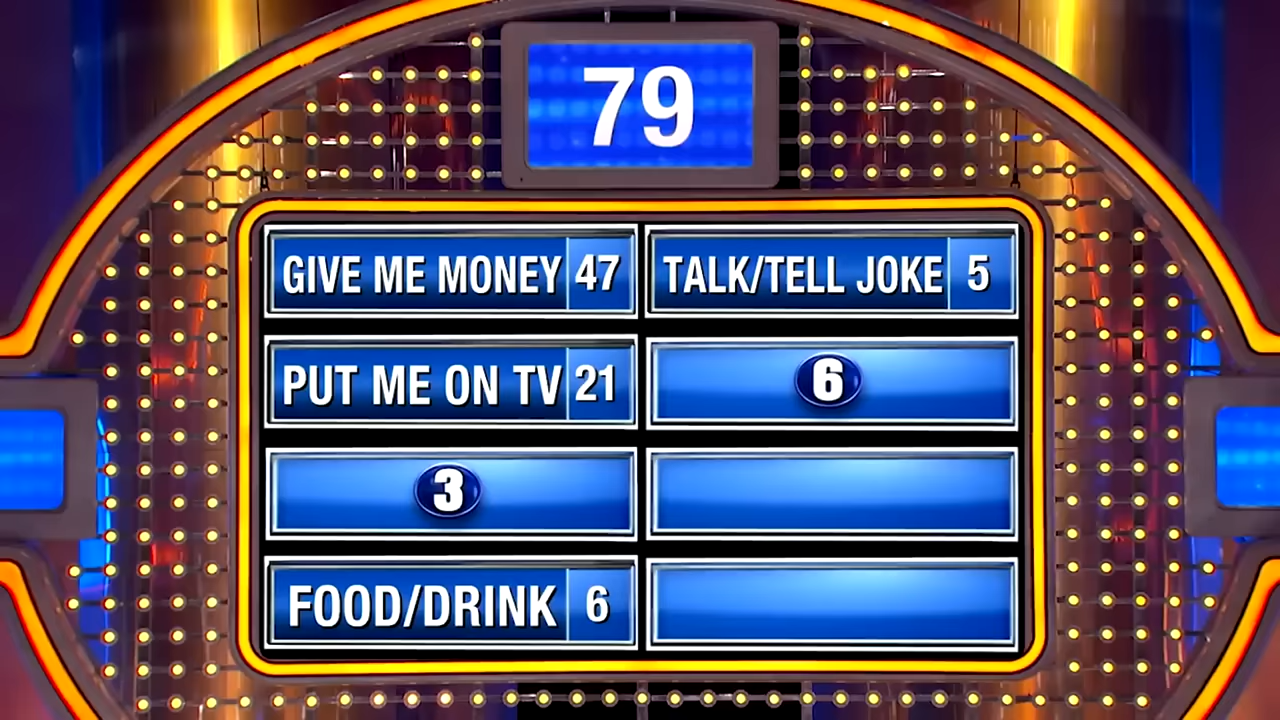 79
GIVE ME MONEY 47
PUT ME ON TV 21
3
FOOD/DRINK 6
TALK/TELL JOKE 5
6